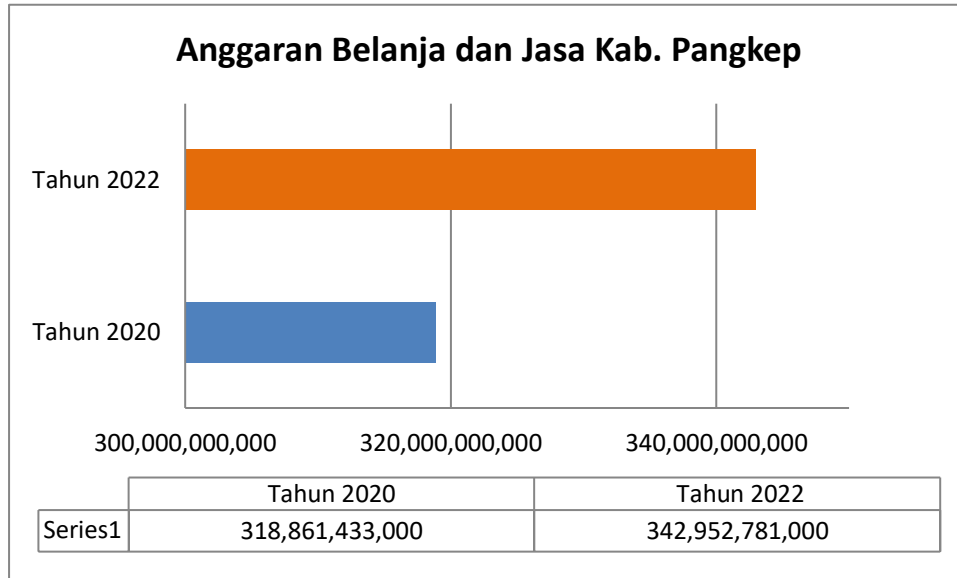 Anggaran Belanja dan Jasa Kab. Pangkep
Tahun 2022
Tahun 2020
300,000,000,000 320,000,000,000 340,000,000,000
Tahun 2020 Tahun 2022
Series1 318,861,433,000 342,952,781,000